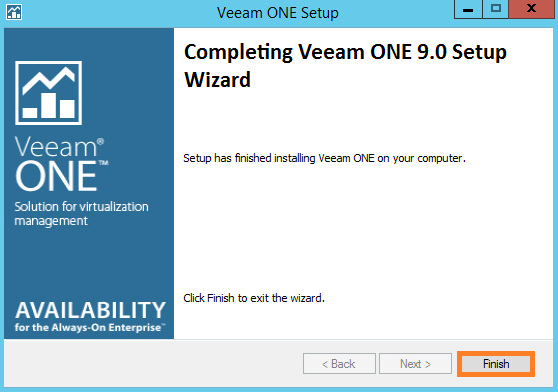 Veeam ONE Setup
Completing Veeam ONE 9.0 Setup
Wizard
Veeam®
ONE™
Solution for virtualization
management
Setup has finished installing Veeam ONE on your computer.
Click Finish to exit the wizard.
AVAILABILITY
for the Always-On Enterprise™
< Back
Next >
Finish